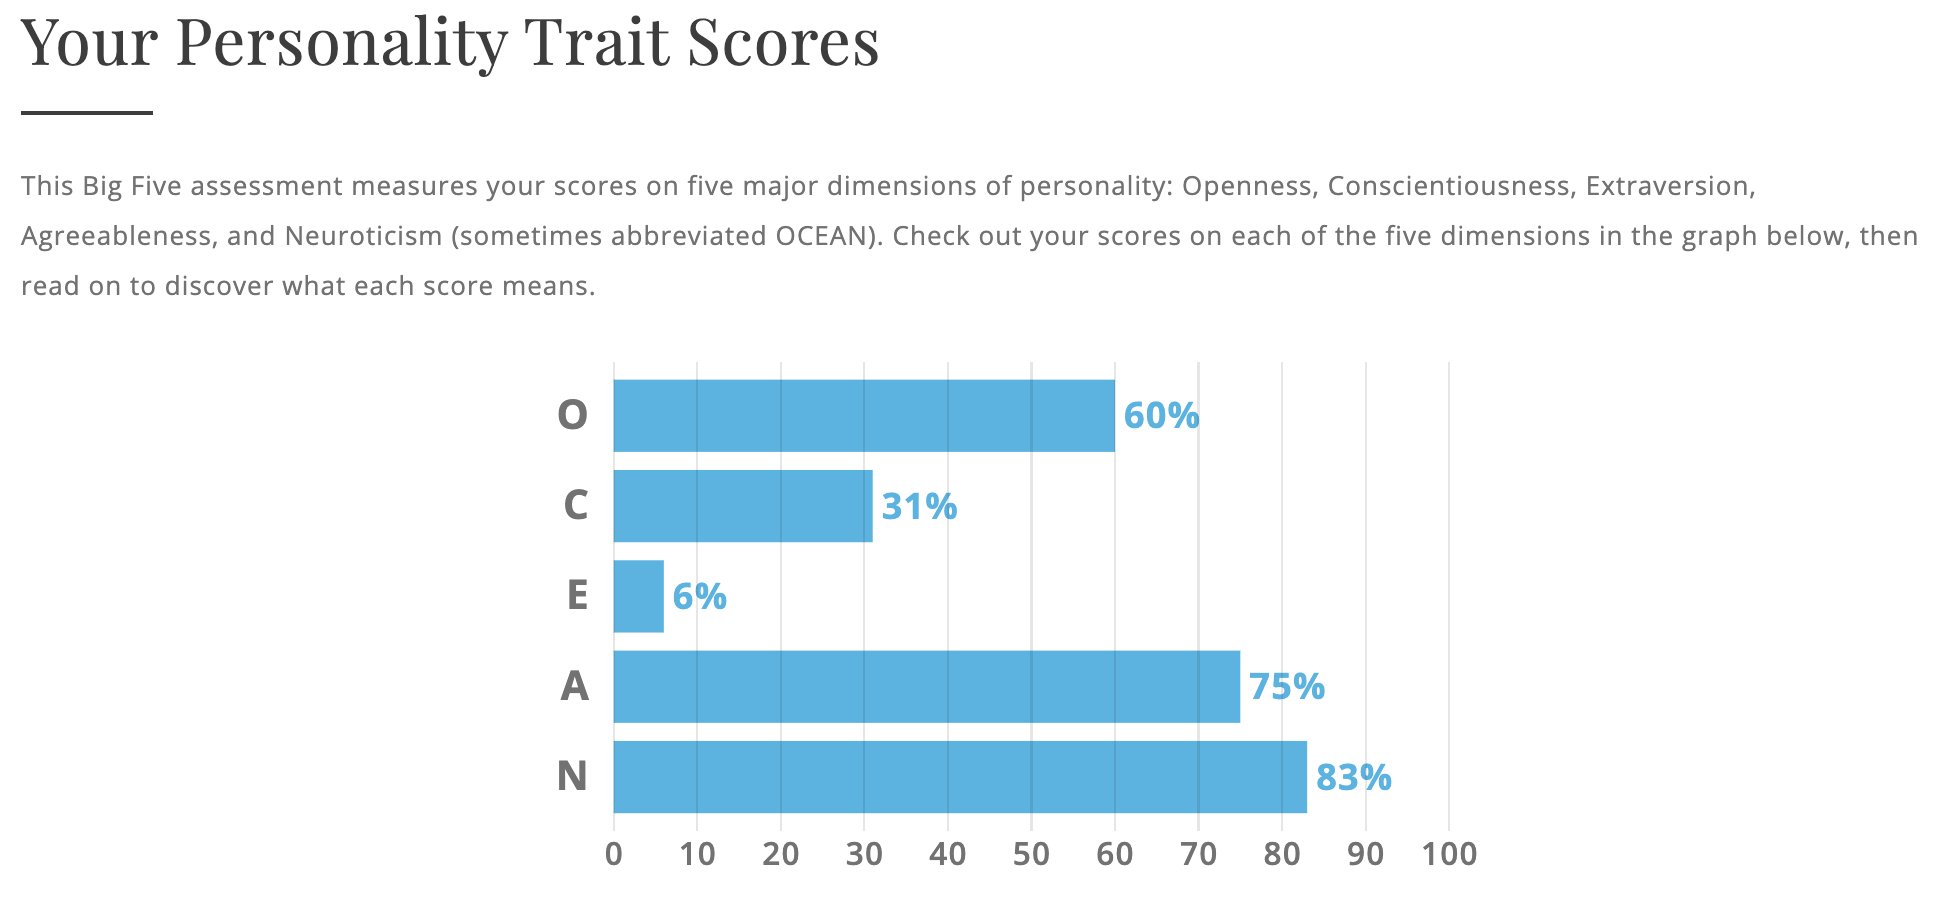 Your Personality Trait Scores
This Big Five assessment measures your scores on five major dimensions of personality: Openness, Conscientiousness, Extraversion,
Agreeableness, and Neuroticism (sometimes abbreviated OCEAN). Check out your scores on each of the five dimensions in the graph below, then
read on to discover what each score means.
O 60%
C 31%
E 6%
A 75%
N 83%
0 10 20 30 40 50 60 70 80 90 100